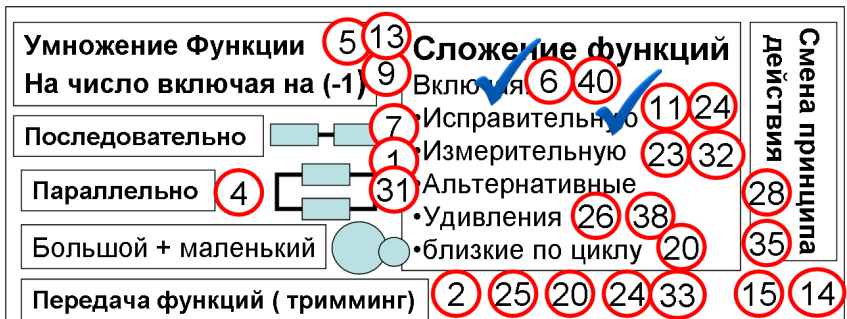 Умножение Функции 5 13
На число включая на (-1) 9
Последовательно 7
1
Параллельно 4 31
Большой + маленький
Передача функций ( тримминг) 2 25 20 24 33 15 14
Сложение функций
6 40
•Исправительную 11 24
•Измерительную 23 32
•Альтернативные
•Удивления 26 38
•близкие по циклу 20
Смена принципа
действия
28
35